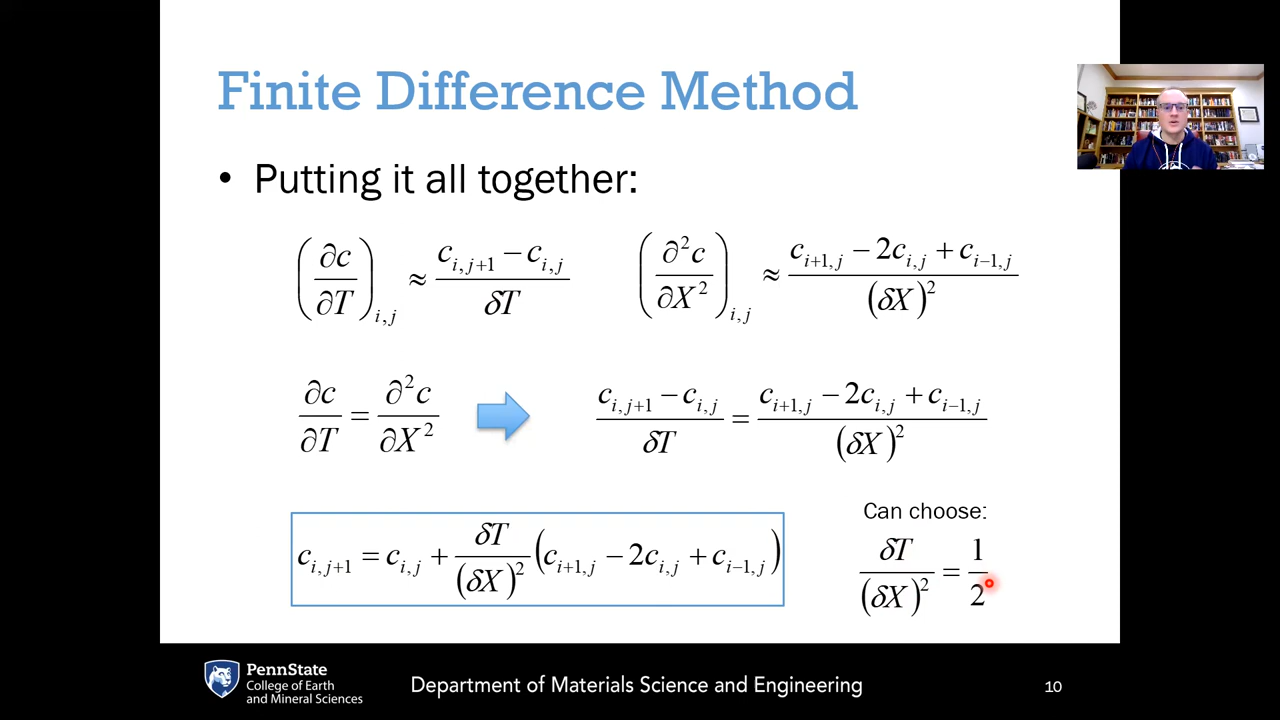 Finite Difference Method
• Putting it all together:
(∂c/∂T)_{i,j} ≈ (c_{i,j+1} − c_{i,j})/δT    (∂²c/∂X²)_{i,j} ≈ (c_{i+1,j} − 2c_{i,j} + c_{i−1,j})/(δX)²
∂c/∂T = ∂²c/∂X²    (c_{i,j+1} − c_{i,j})/δT = (c_{i+1,j} − 2c_{i,j} + c_{i−1,j})/(δX)²
c_{i,j+1} = c_{i,j} + δT/(δX)² (c_{i+1,j} − 2c_{i,j} + c_{i−1,j})
Can choose:
δT/(δX)² = 1/2
PennState
College of Earth
and Mineral Sciences
Department of Materials Science and Engineering
10